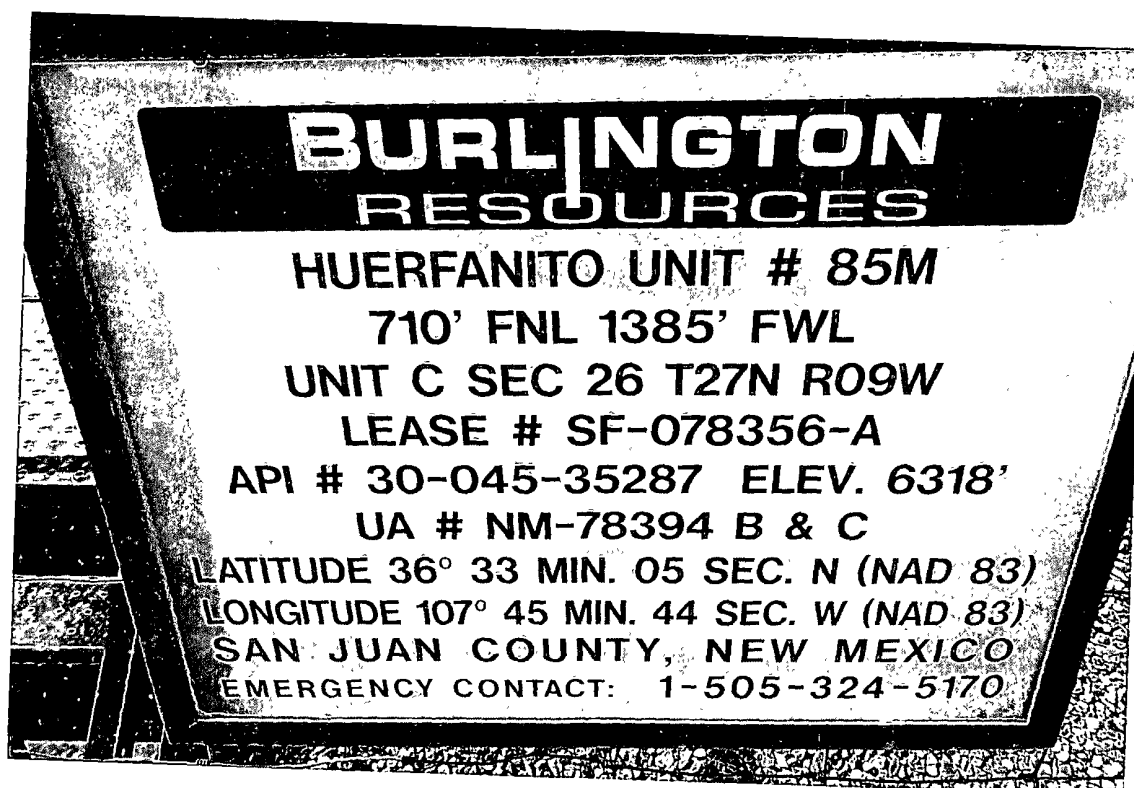 BURLINGTON
RESOURCES
HUERFANITO UNIT # 85M
710' FNL 1385' FWL
UNIT C SEC 26 T27N R09W
LEASE # SF-078356-A
API # 30-045-35287 ELEV. 6318'
UA # NM-78394 B & C
LATITUDE 36° 33 MIN. 05 SEC. N (NAD 83)
LONGITUDE 107° 45 MIN. 44 SEC. W (NAD 83)
SAN JUAN COUNTY, NEW MEXICO
EMERGENCY CONTACT: 1-505-324-5170